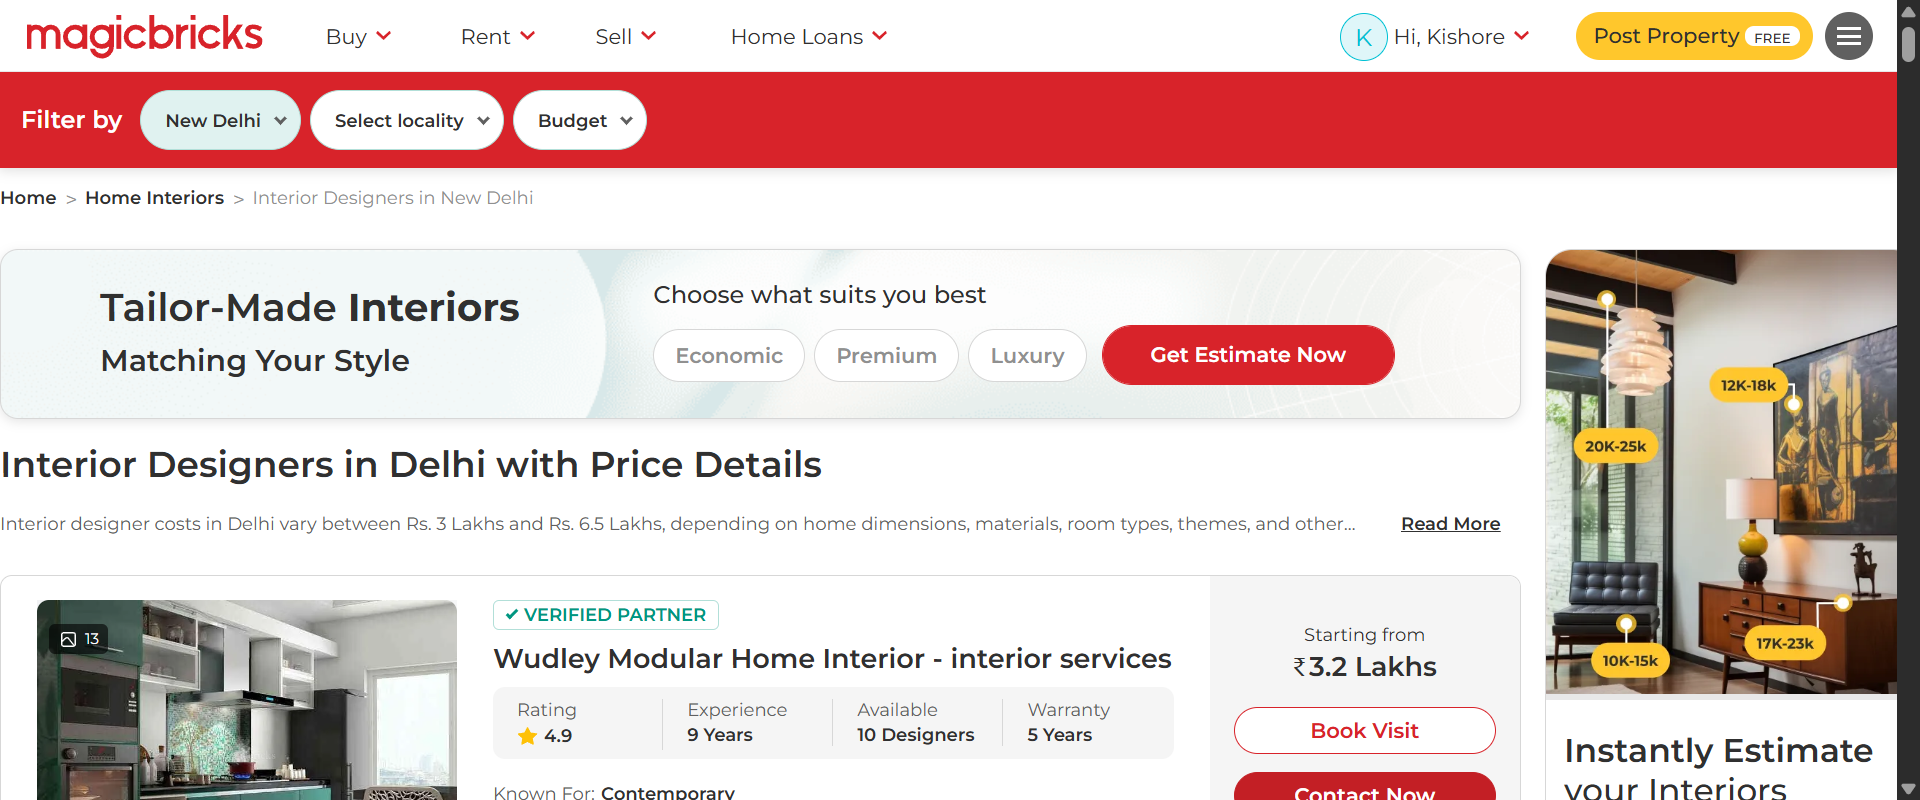 magicbricks
Buy
Rent
Sell
Home Loans
K
Hi, Kishore
Post Property FREE
Filter by
New Delhi
Select locality
Budget
Home > Home Interiors > Interior Designers in New Delhi
Tailor-Made Interiors
Matching Your Style
Choose what suits you best
Economic
Premium
Luxury
Get Estimate Now
12K-18k
20K-25k
17K-23k
10K-15k
Interior Designers in Delhi with Price Details
Interior designer costs in Delhi vary between Rs. 3 Lakhs and Rs. 6.5 Lakhs, depending on home dimensions, materials, room types, themes, and other...
Read More
13
VERIFIED PARTNER
Wudley Modular Home Interior - interior services
Rating
4.9
Experience
9 Years
Available
10 Designers
Warranty
5 Years
Known For: Contemporary
Starting from
₹3.2 Lakhs
Book Visit
Contact Now
Instantly Estimate
your Interiors